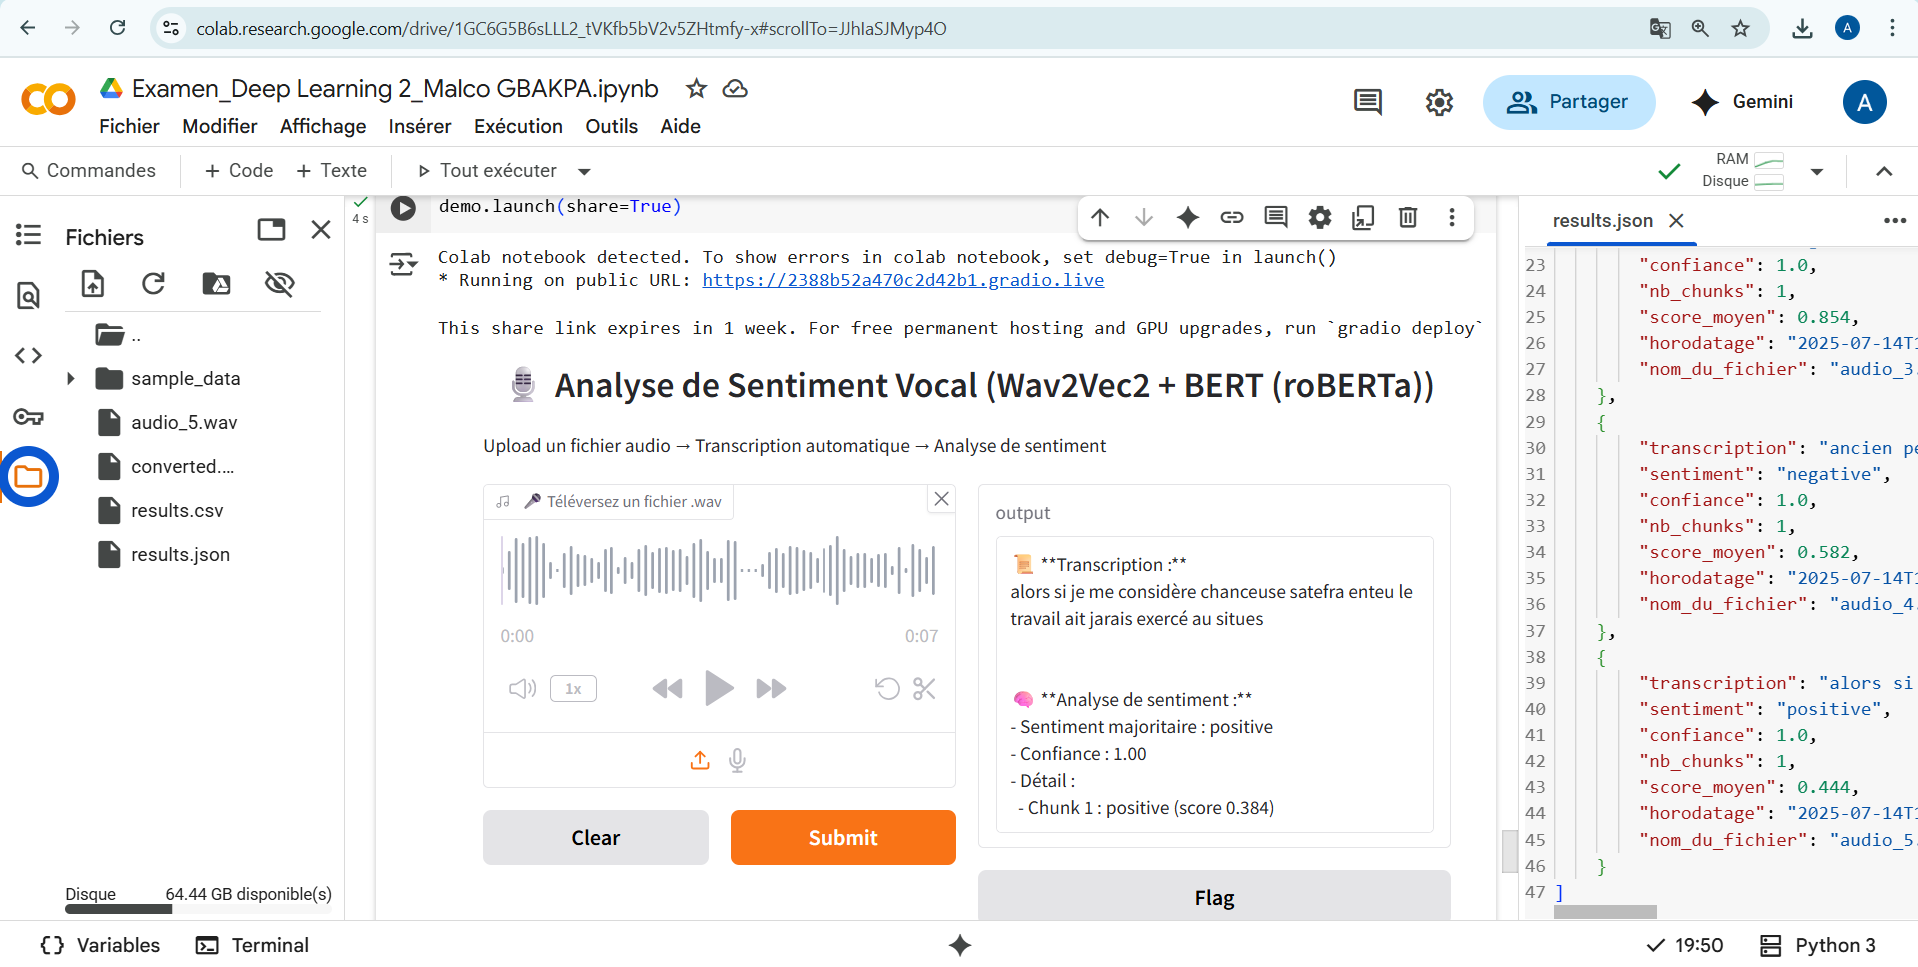 colab.research.google.com/drive/1GC6G5B6sLLL2_tVKfb5bV2v5ZHtmfy-x#scrollTo=JJhIaSJMyp4O
A
Examen_Deep Learning 2_Malco GBAKPA.ipynb
Fichier Modifier Affichage Insérer Exécution Outils Aide
Partager
Gemini
A
Commandes
+ Code + Texte
Tout exécuter
RAM
Disque
Fichiers
..
sample_data
audio_5.wav
converted....
results.csv
results.json
Disque 64.44 GB disponible(s)
4 s
demo.launch(share=True)
Colab notebook detected. To show errors in colab notebook, set debug=True in launch()
* Running on public URL: https://2388b52a470c2d42b1.gradio.live
This share link expires in 1 week. For free permanent hosting and GPU upgrades, run `gradio deploy`
Analyse de Sentiment Vocal (Wav2Vec2 + BERT (roBERTa))
Upload un fichier audio → Transcription automatique → Analyse de sentiment
Téléversez un fichier .wav
0:00 0:07
1x
Clear
Submit
output
**Transcription :**
alors si je me considère chanceuse satefra enteu le
travail ait jarais exercé au situes
**Analyse de sentiment :**
- Sentiment majoritaire : positive
- Confiance : 1.00
- Détail :
- Chunk 1 : positive (score 0.384)
Flag
results.json
23 "confiance": 1.0,
24 "nb_chunks": 1,
25 "score_moyen": 0.854,
26 "horodatage": "2025-07-14T1
27 "nom_du_fichier": "audio_3.
28 },
29 {
30 "transcription": "ancien pe
31 "sentiment": "negative",
32 "confiance": 1.0,
33 "nb_chunks": 1,
34 "score_moyen": 0.582,
35 "horodatage": "2025-07-14T1
36 "nom_du_fichier": "audio_4.
37 },
38 {
39 "transcription": "alors si
40 "sentiment": "positive",
41 "confiance": 1.0,
42 "nb_chunks": 1,
43 "score_moyen": 0.444,
44 "horodatage": "2025-07-14T1
45 "nom_du_fichier": "audio_5.
46 }
47 ]
{} Variables
Terminal
19:50
Python 3